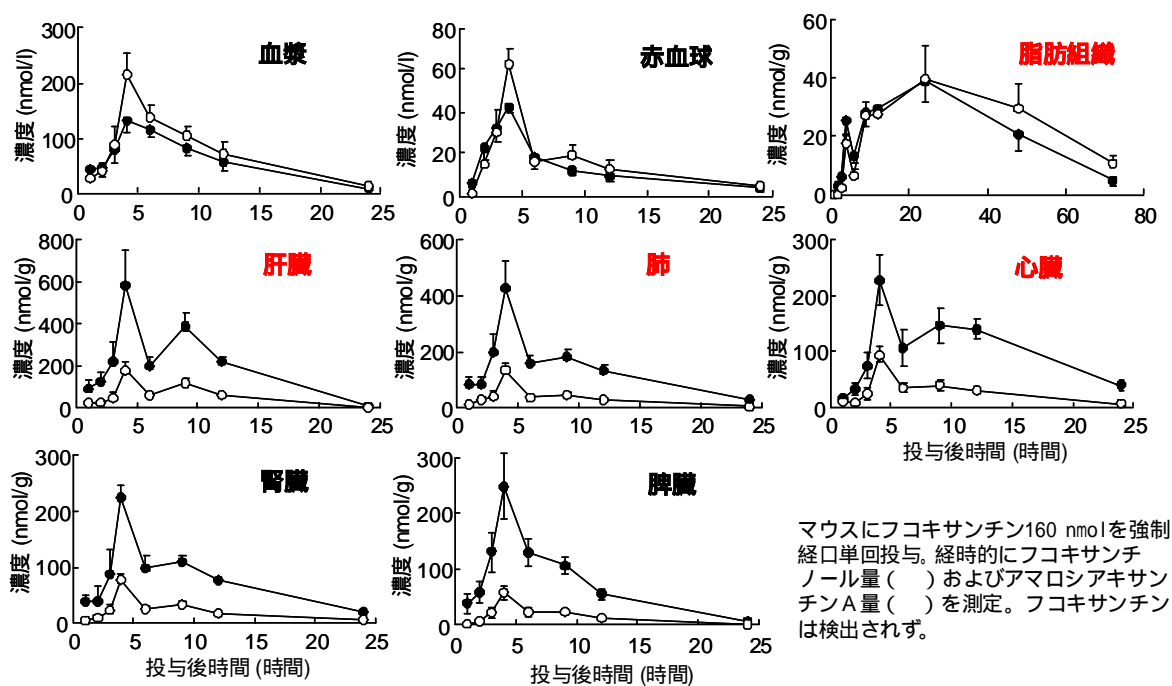 血漿
濃度 (nmol/l)
300
200
100
0
0 5 10 15 20 25
赤血球
濃度 (nmol/l)
80
60
40
20
0
0 5 10 15 20 25
脂肪組織
濃度 (nmol/g)
60
40
20
0
0 20 40 60 80
肝臓
濃度 (nmol/g)
800
600
400
200
0
0 5 10 15 20 25
肺
濃度 (nmol/g)
600
400
200
0
0 5 10 15 20 25
心臓
濃度 (nmol/g)
300
200
100
0
0 5 10 15 20 25
投与後時間 (時間)
腎臓
濃度 (nmol/g)
300
200
100
0
0 5 10 15 20 25
投与後時間 (時間)
脾臓
濃度 (nmol/g)
300
200
100
0
0 5 10 15 20 25
投与後時間 (時間)
マウスにフコキサンチン160 nmolを強制
経口単回投与. 経時的にフコキサンチ
ノール量 ( ) およびアマロシアキサン
チンA量 ( ) を測定。フコキサンチン
は検出されず。